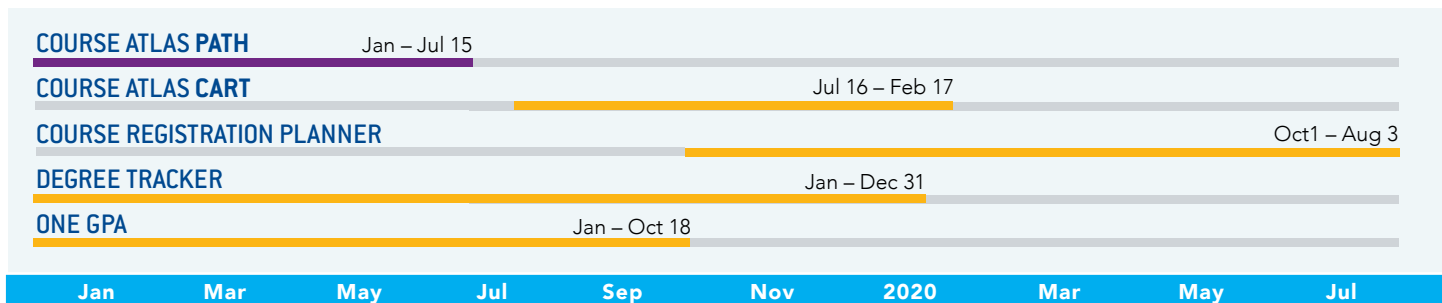 COURSE ATLAS PATH Jan – Jul 15
COURSE ATLAS CART Jul 16 – Feb 17
COURSE REGISTRATION PLANNER Oct1 – Aug 3
DEGREE TRACKER Jan – Dec 31
ONE GPA Jan – Oct 18
Jan Mar May Jul Sep Nov 2020 Mar May Jul